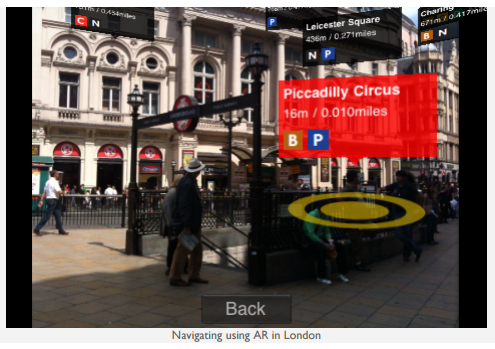 C N
P
Leicester Square
436m / 0.271miles
N P
Charing
671m / 0.417miles
B N
Piccadilly Circus
16m / 0.010miles
B P
Back
Navigating using AR in London